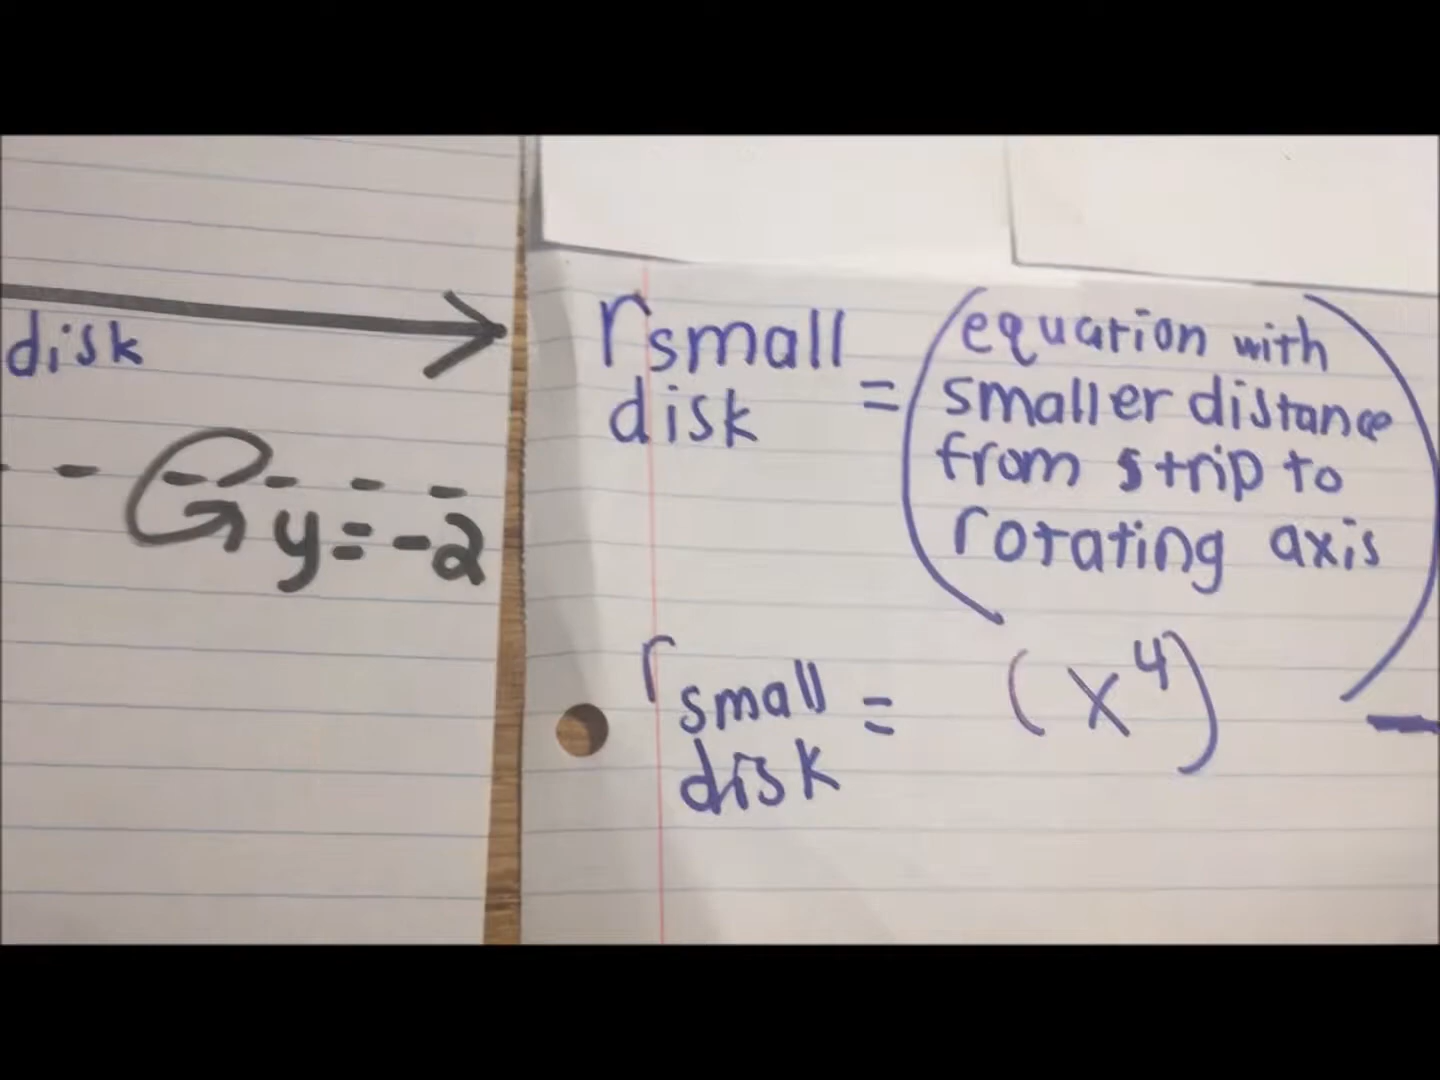 disk
y = -2
r small disk = (equation with
smaller distance
from strip to
rotating axis
r small disk = (x⁴) -